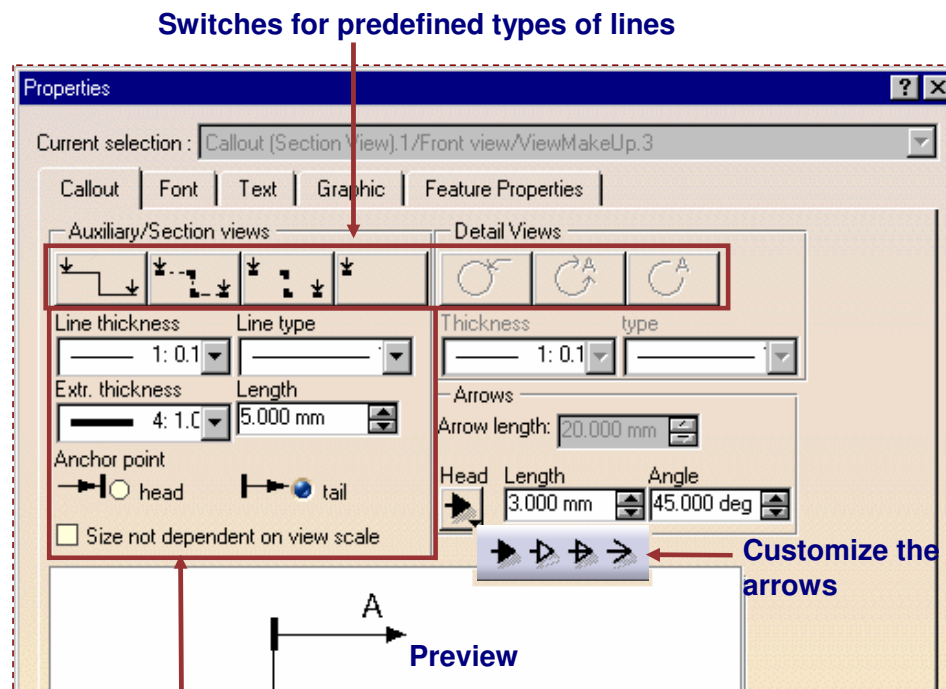 Switches for predefined types of lines
Properties
Current selection : Callout (Section View).1/Front view/ViewMakeUp.3
Callout Font Text Graphic Feature Properties
Auxiliary/Section views Detail Views
A A
Line thickness Line type Thickness type
1: 0.1 1: 0.1
Extr. thickness Length Arrows
4: 1.0 5.000 mm Arrow length: 20.000 mm
Anchor point Head Length Angle
head tail 3.000 mm 45.000 deg
Size not dependent on view scale
Customize the
arrows
A
Preview